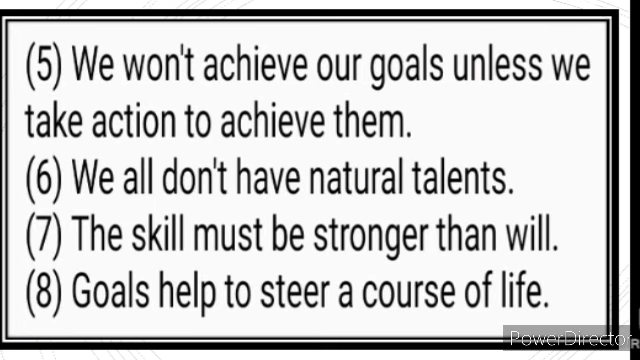 (5) We won't achieve our goals unless we
take action to achieve them.
(6) We all don't have natural talents.
(7) The skill must be stronger than will.
(8) Goals help to steer a course of life.
PowerDirector